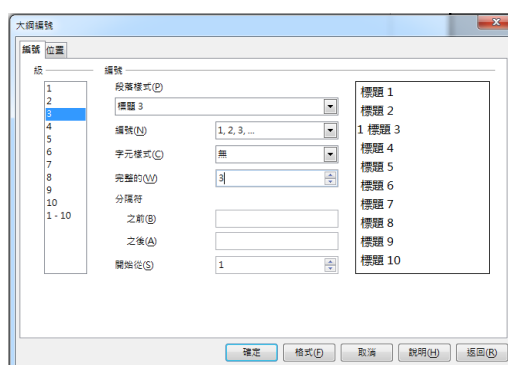 大綱編號
編號 位置
級
編號
1
2
3
4
5
6
7
8
9
10
1 - 10
段落樣式(P)
標題 3
編號(N) 1, 2, 3, ...
字元樣式(C) 無
完整的(W) 3
分隔符
之前(B)
之後(A)
開始從(S) 1
標題 1
標題 2
1 標題 3
標題 4
標題 5
標題 6
標題 7
標題 8
標題 9
標題 10
確定 格式(F) 取消 說明(H) 返回(R)